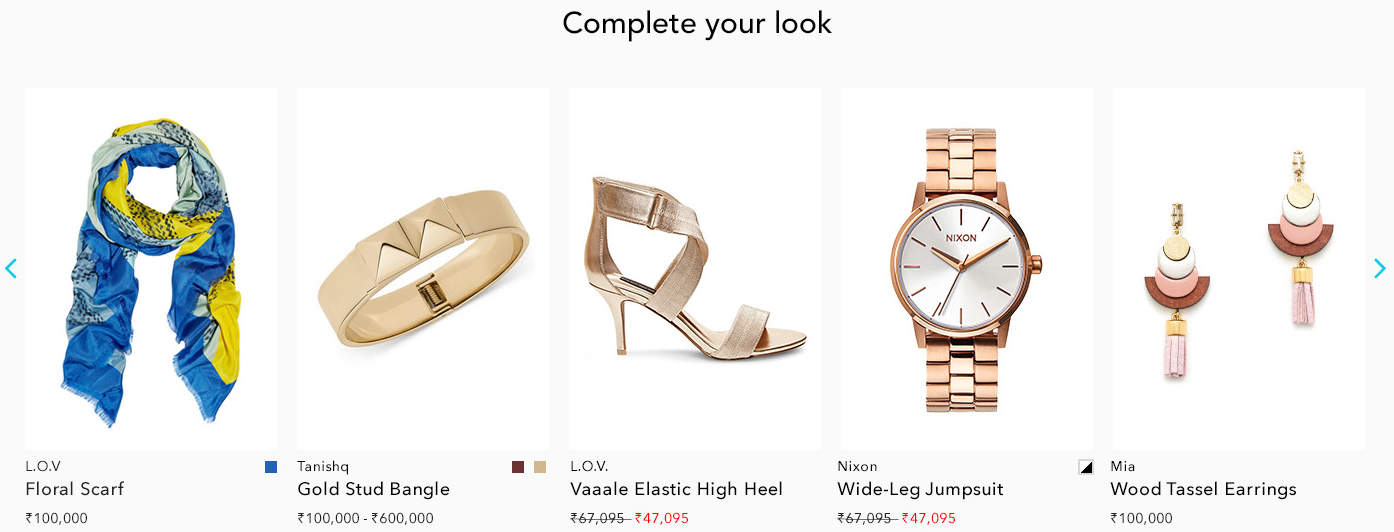 Complete your look
NIXON
L.O.V
Floral Scarf
₹100,000
Tanishq
Gold Stud Bangle
₹100,000 - ₹600,000
L.O.V.
Vaaale Elastic High Heel
₹67,095 ₹47,095
Nixon
Wide-Leg Jumpsuit
₹67,095 ₹47,095
Mia
Wood Tassel Earrings
₹100,000